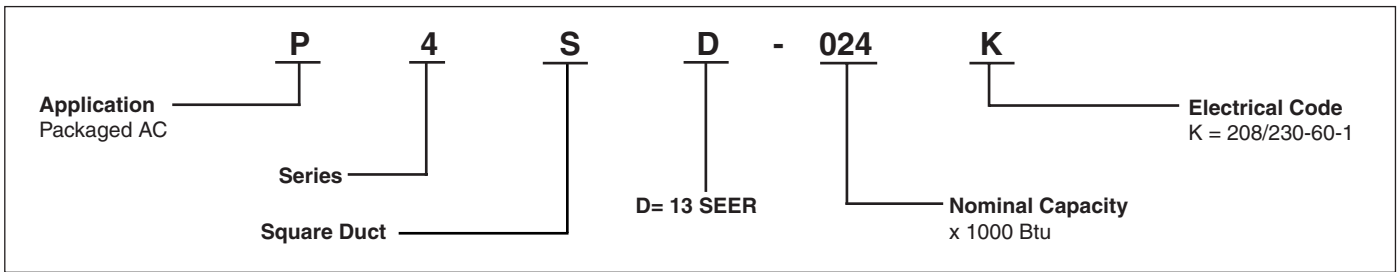 P 4 S D - 024 K
Application
Packaged AC
Electrical Code
K = 208/230-60-1
Series
D= 13 SEER
Nominal Capacity
x 1000 Btu
Square Duct